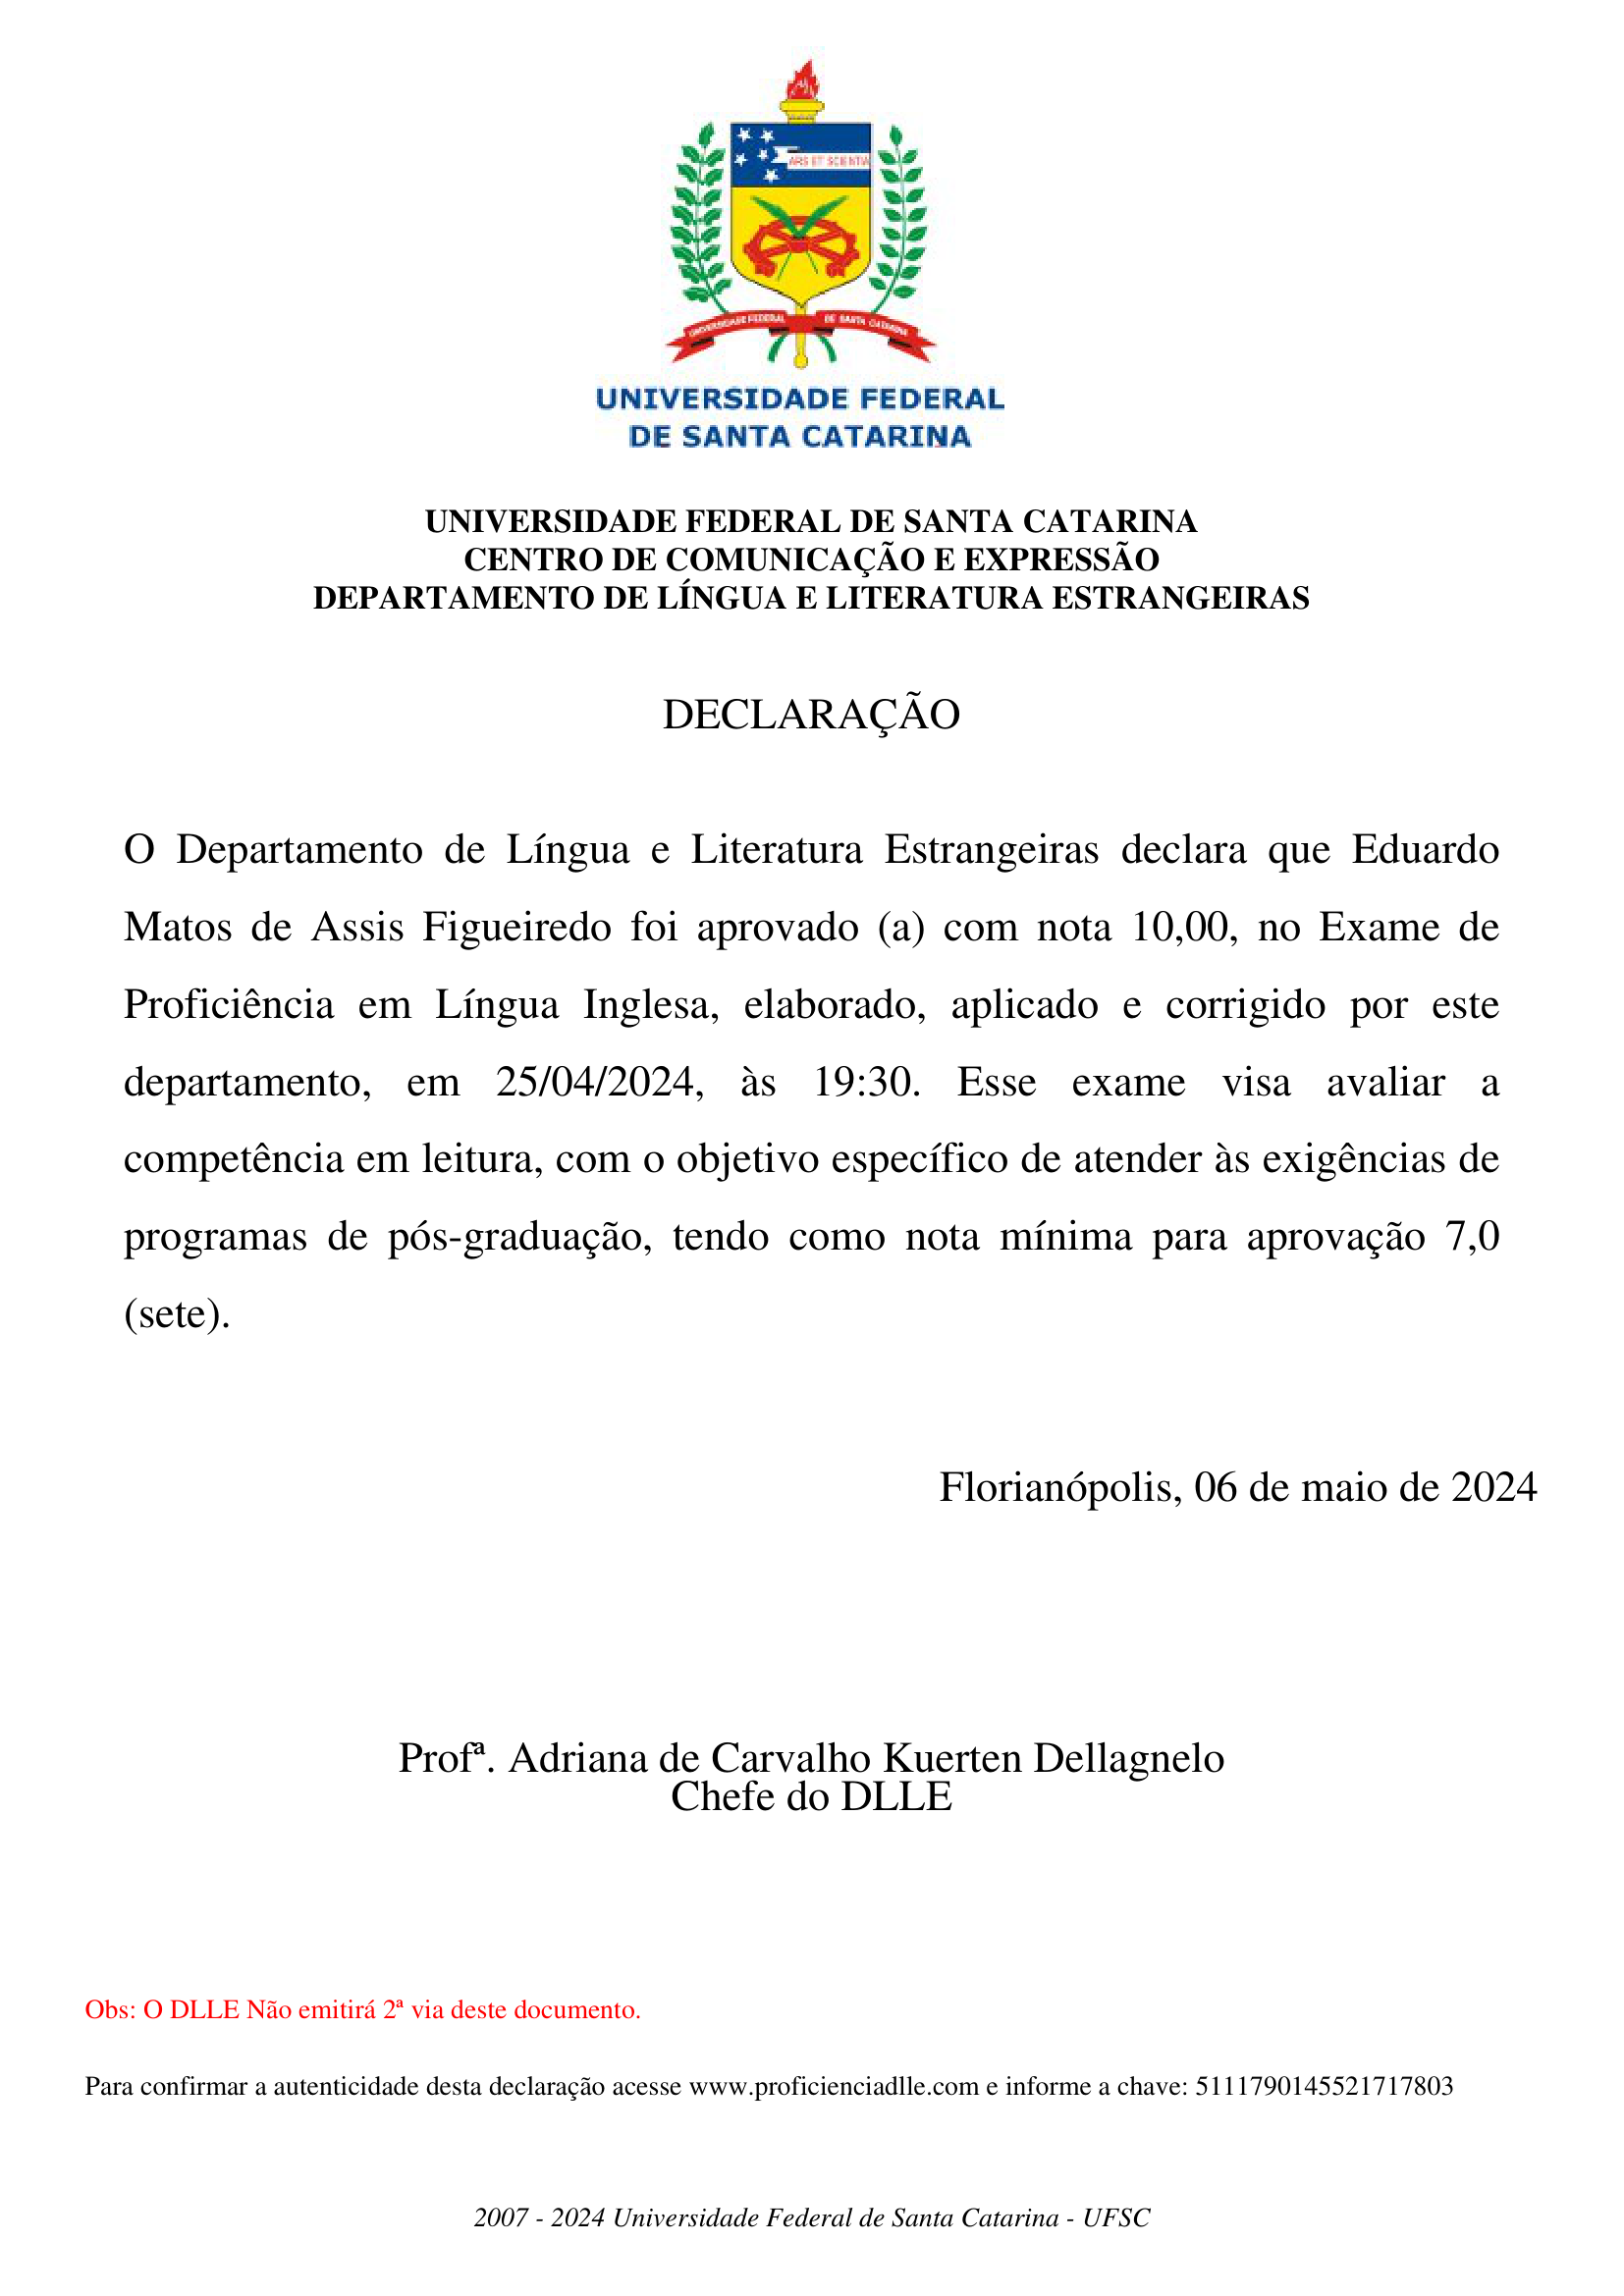 ARS ET SCIENTIA
UNIVERSIDADE FEDERAL DE SANTA CATARINA
UNIVERSIDADE FEDERAL
DE SANTA CATARINA
UNIVERSIDADE FEDERAL DE SANTA CATARINA
CENTRO DE COMUNICAÇÃO E EXPRESSÃO
DEPARTAMENTO DE LÍNGUA E LITERATURA ESTRANGEIRAS
DECLARAÇÃO
O Departamento de Língua e Literatura Estrangeiras declara que Eduardo
Matos de Assis Figueiredo foi aprovado (a) com nota 10,00, no Exame de
Proficiência em Língua Inglesa, elaborado, aplicado e corrigido por este
departamento, em 25/04/2024, às 19:30. Esse exame visa avaliar a
competência em leitura, com o objetivo específico de atender às exigências de
programas de pós-graduação, tendo como nota mínima para aprovação 7,0
(sete).
Florianópolis, 06 de maio de 2024
Profª. Adriana de Carvalho Kuerten Dellagnelo
Chefe do DLLE
Obs: O DLLE Não emitirá 2ª via deste documento.
Para confirmar a autenticidade desta declaração acesse www.proficienciadlle.com e informe a chave: 5111790145521717803
2007 - 2024 Universidade Federal de Santa Catarina - UFSC